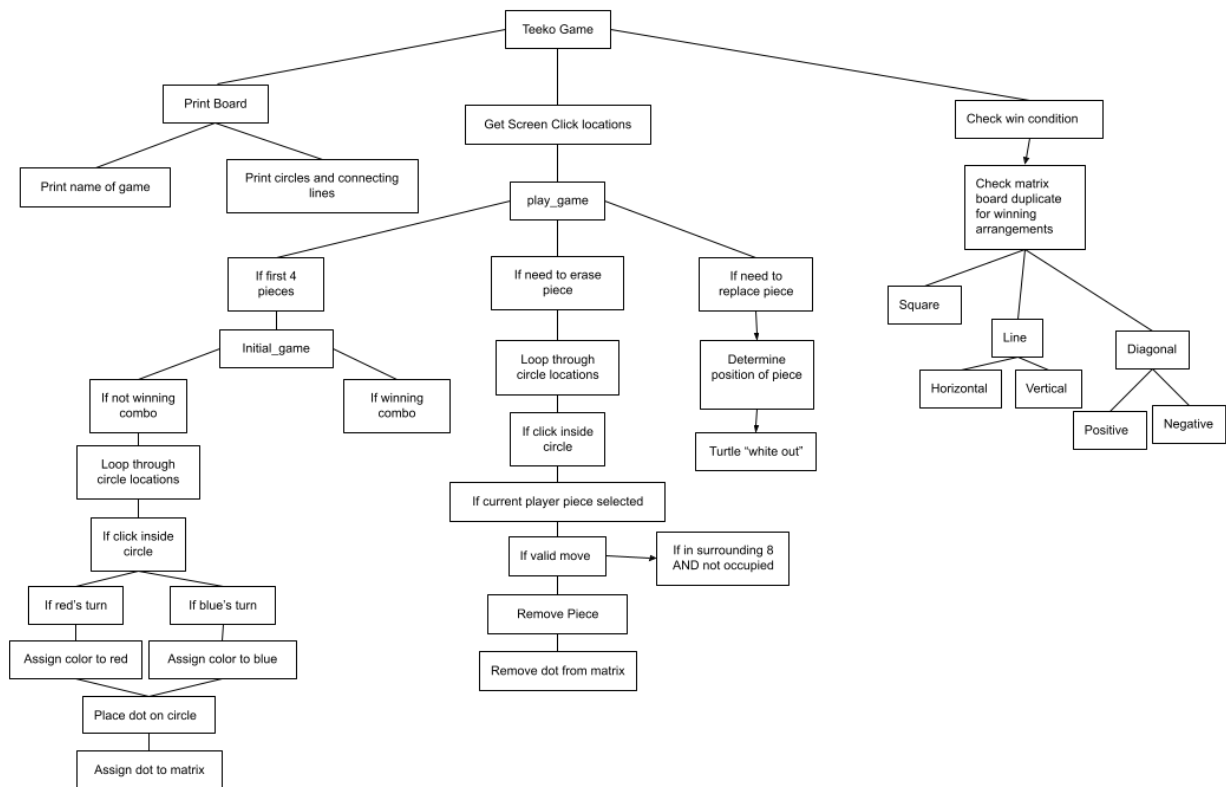 Teeko Game
Print Board
Get Screen Click locations
Check win condition
Print name of game
Print circles and connecting
lines
Check matrix
board duplicate
for winning
arrangements
play_game
If first 4
pieces
If need to erase
piece
If need to
replace piece
Square
Line
Diagonal
Initial_game
Loop through
circle locations
Determine
position of piece
Horizontal
Vertical
Positive
Negative
If not winning
combo
If winning
combo
If click inside
circle
Turtle “white out”
Loop through
circle locations
If current player piece selected
If click inside
circle
If valid move
If in surrounding 8
AND not occupied
If red's turn
If blue's turn
Remove Piece
Assign color to red
Assign color to blue
Remove dot from matrix
Place dot on circle
Assign dot to matrix